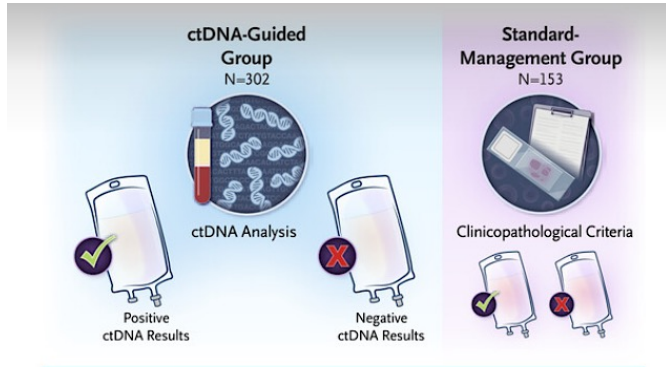 ctDNA-Guided
Group
N=302
ctDNA Analysis
Positive
ctDNA Results
Negative
ctDNA Results
Standard-
Management Group
N=153
Clinicopathological Criteria